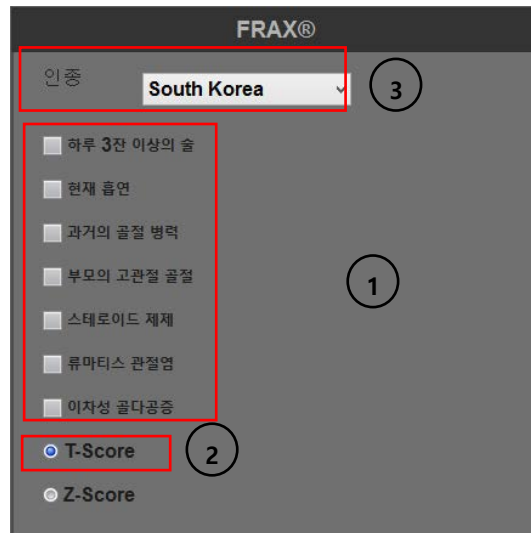 FRAX®
인종
South Korea
3
하루 3잔 이상의 술
현재 흡연
과거의 골절 병력
부모의 고관절 골절
1
스테로이드 제제
류마티스 관절염
이차성 골다공증
T-Score
2
Z-Score